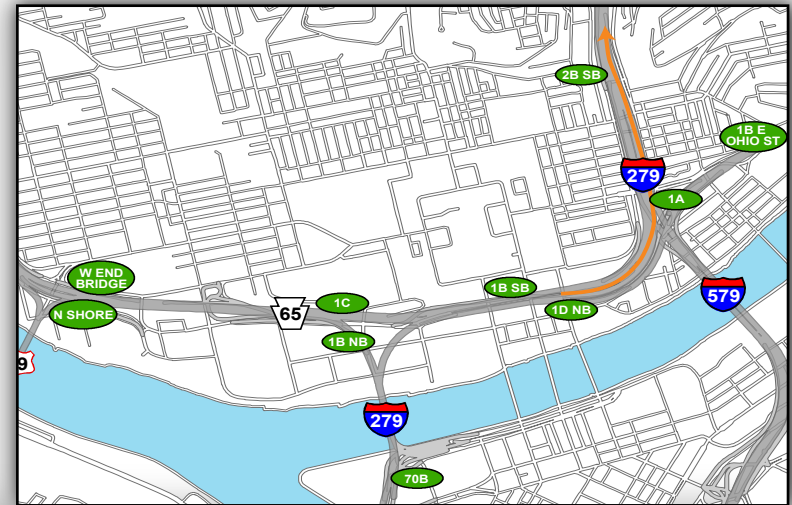 2B SB
1B E
OHIO ST
279
1A
W END
BRIDGE
1B SB
579
1C
N SHORE
65
1D NB
1B NB
9
279
70B